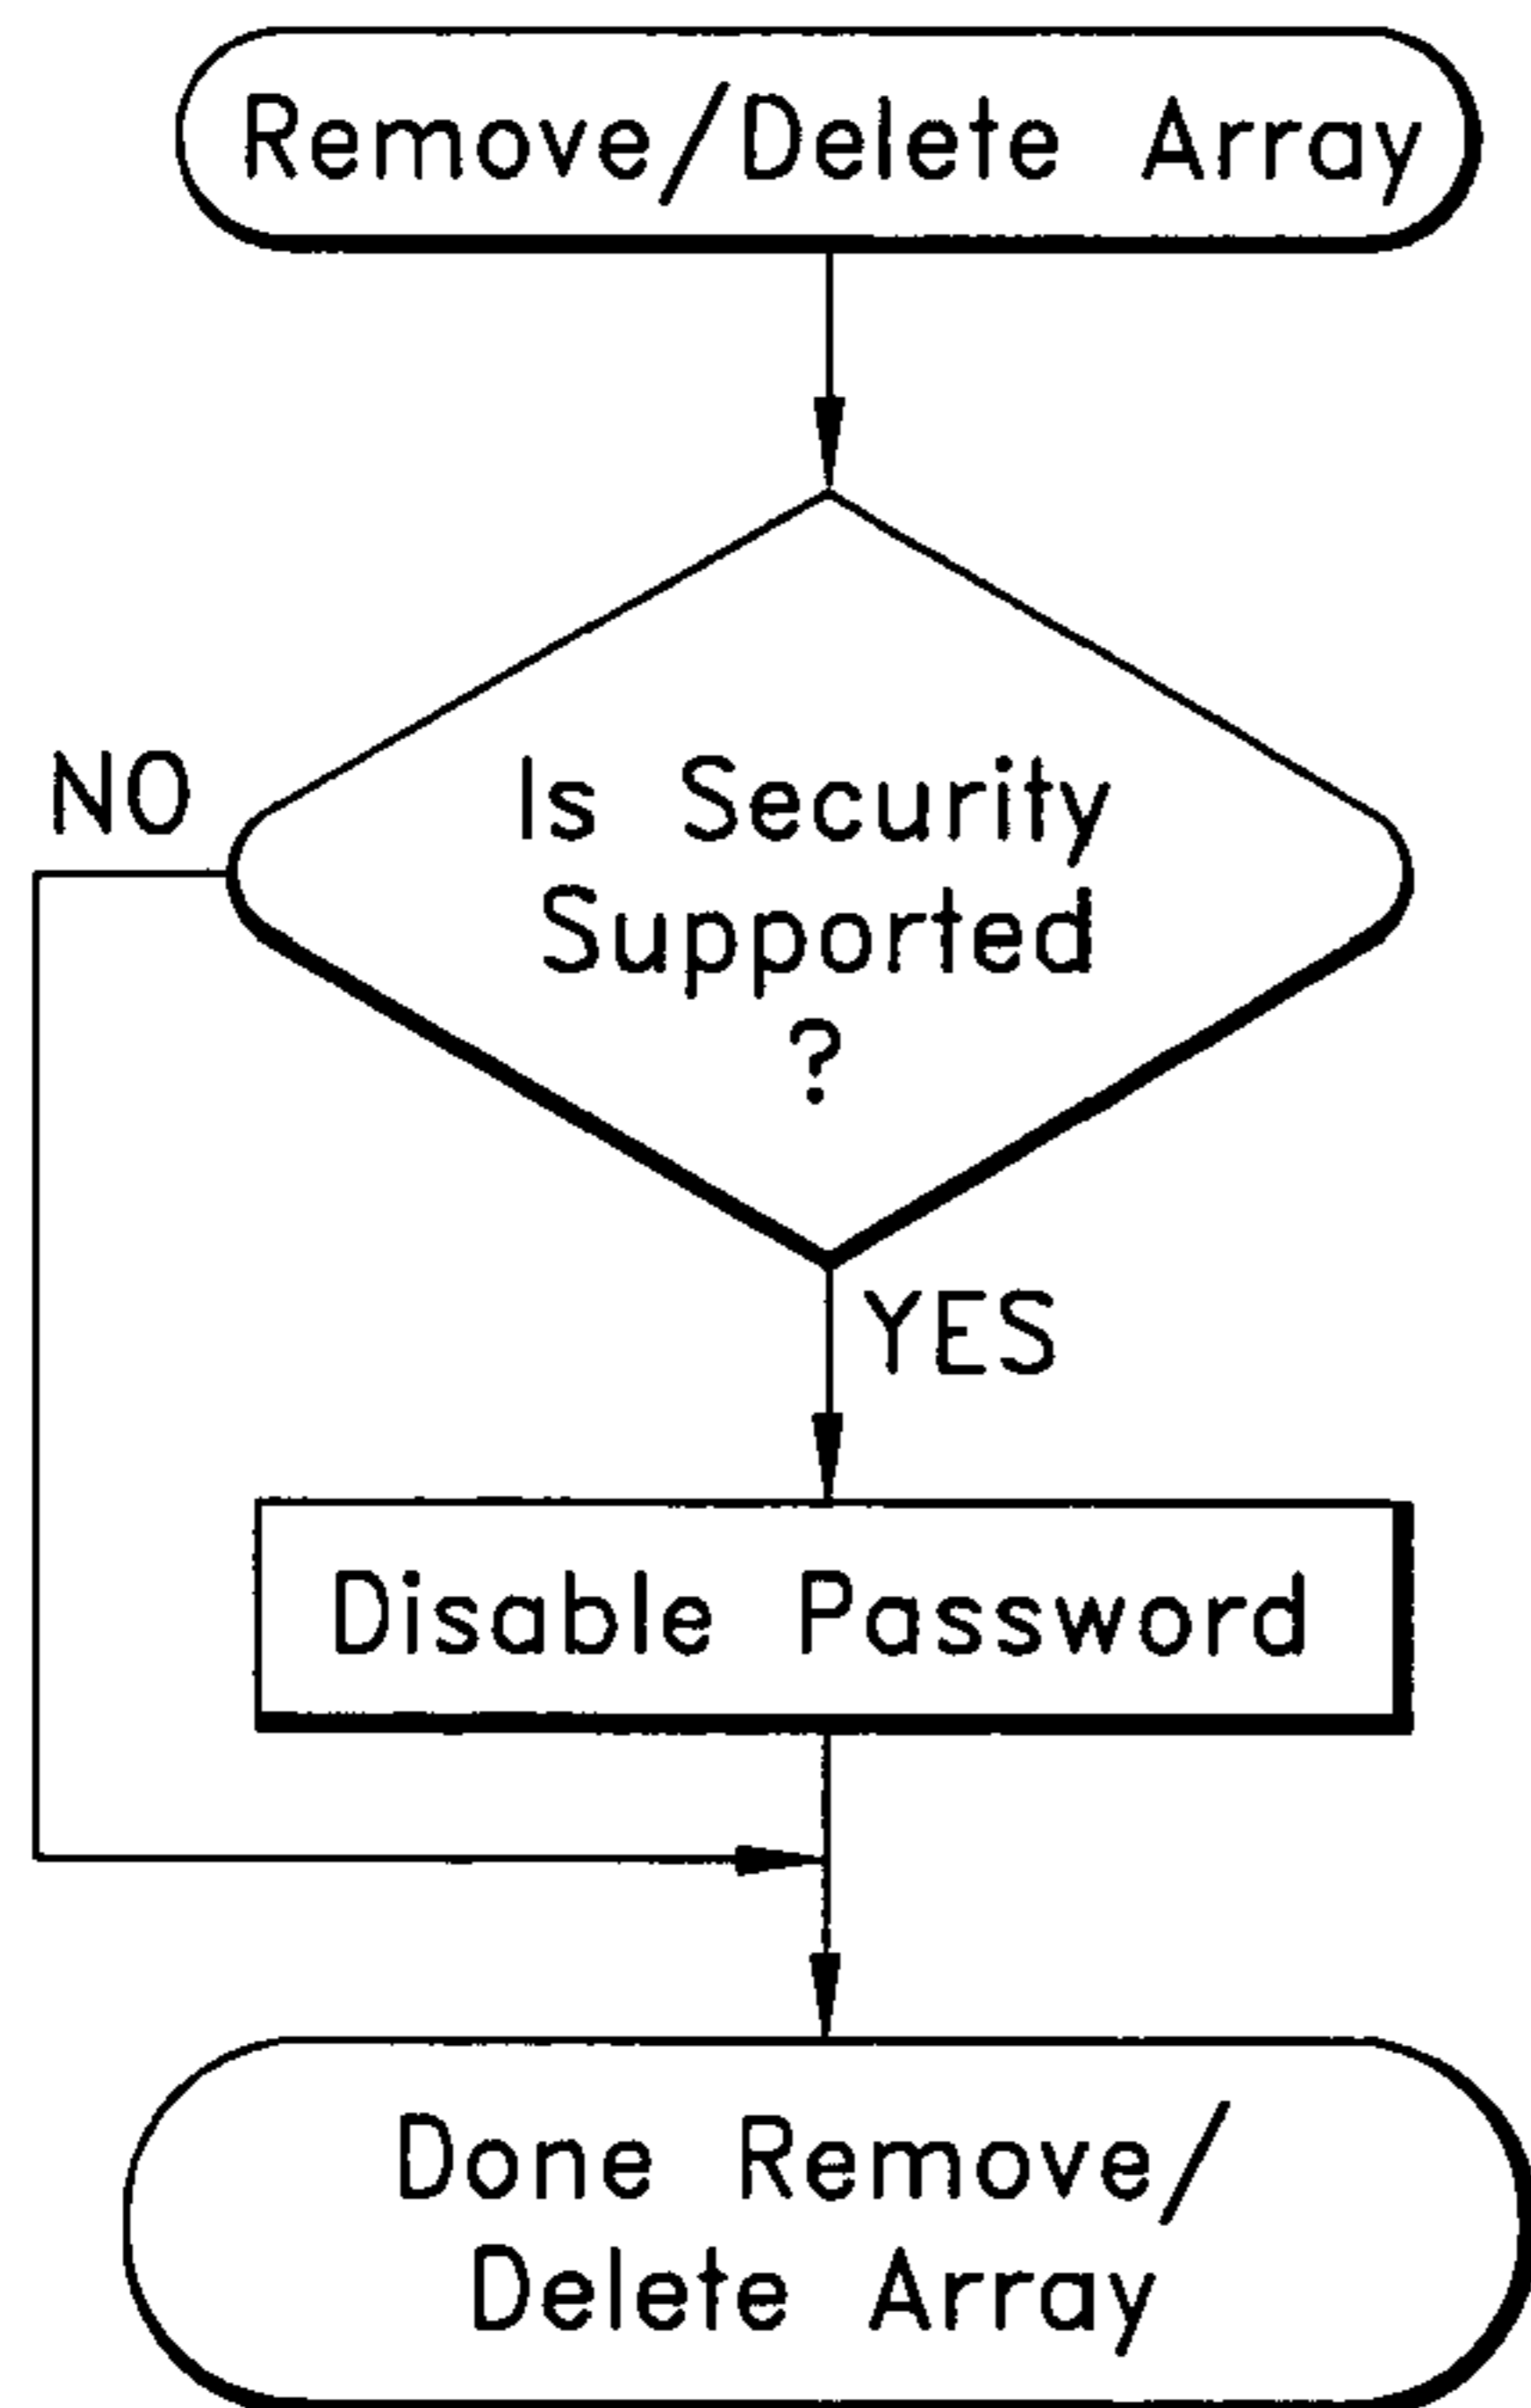 Remove/Delete Array
NO
Is Security
Supported
?
YES
Disable Password
Done Remove/
Delete Array